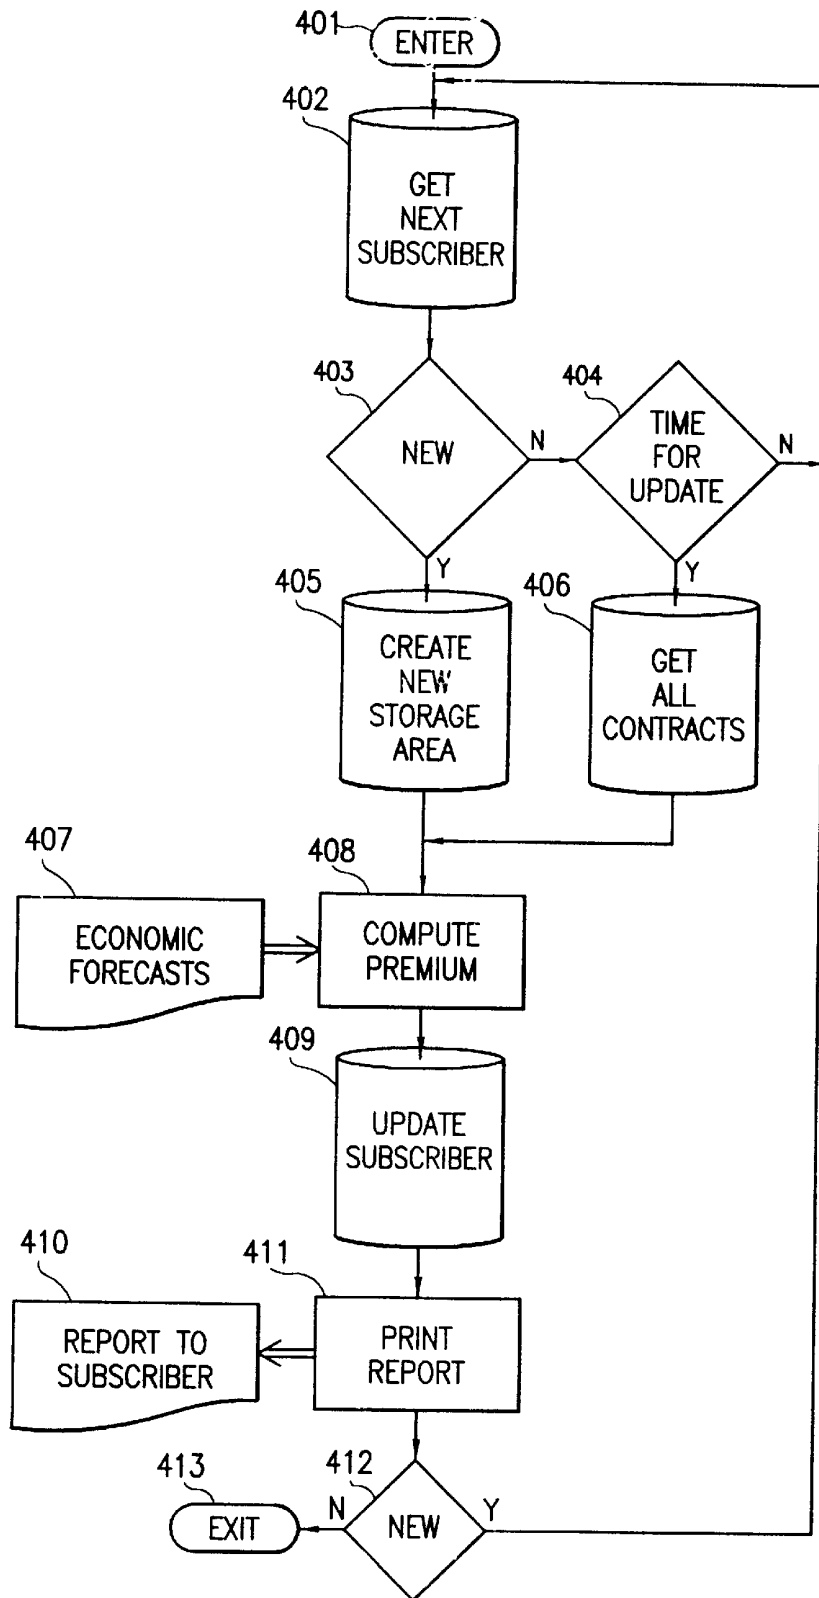 401
ENTER
402
GET
NEXT
SUBSCRIBER
403
NEW
N
Y
404
TIME
FOR
UPDATE
N
Y
405
CREATE
NEW
STORAGE
AREA
406
GET
ALL
CONTRACTS
407
ECONOMIC
FORECASTS
408
COMPUTE
PREMIUM
409
UPDATE
SUBSCRIBER
410
REPORT TO
SUBSCRIBER
411
PRINT
REPORT
412
NEW
N
Y
413
EXIT